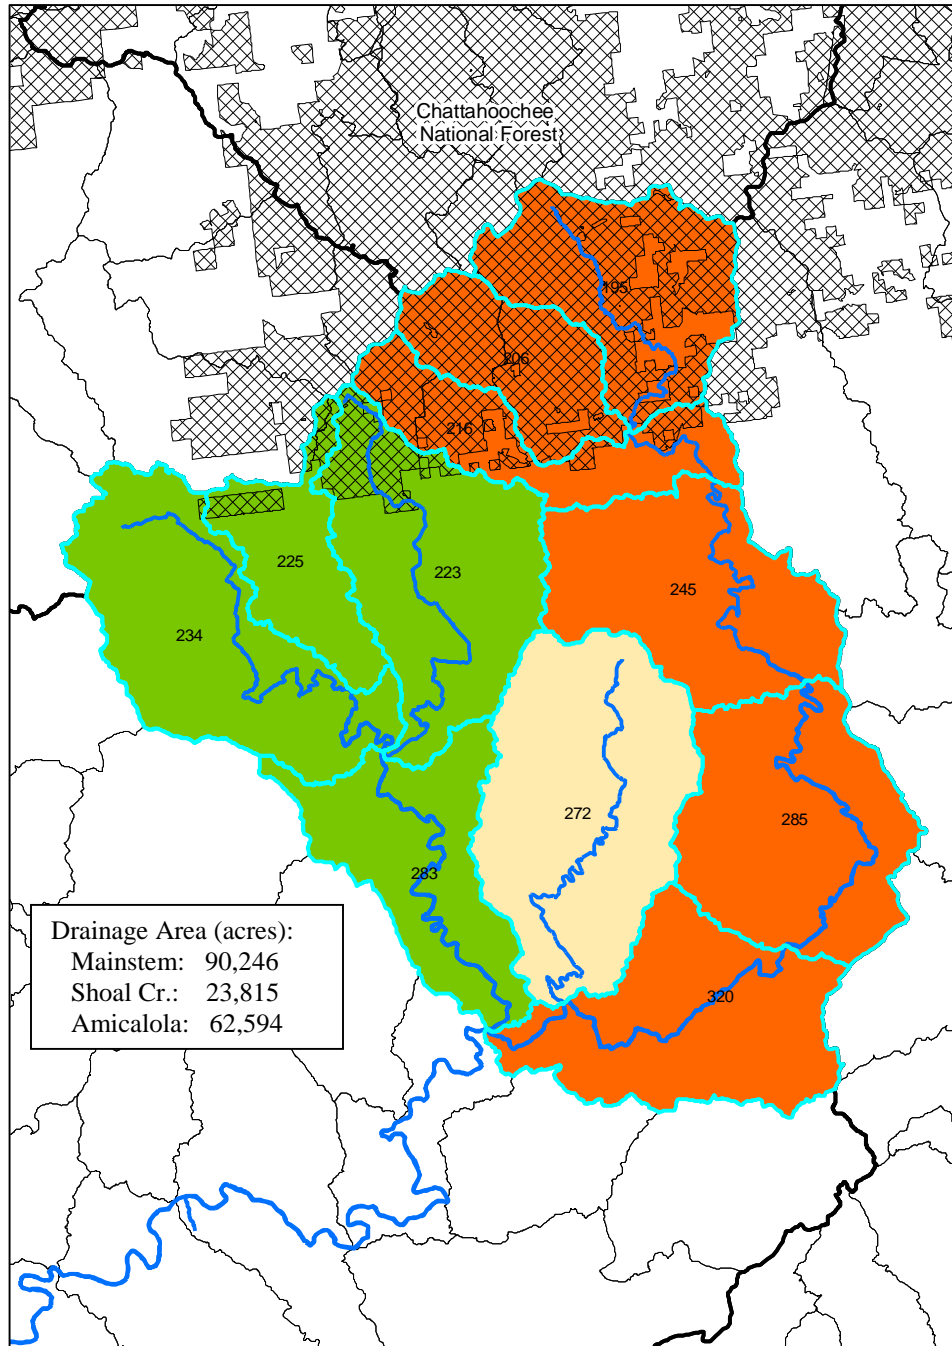 Chattahoochee
National Forest
195
206
216
225
223
245
234
272
285
283
320
Drainage Area (acres):
Mainstem: 90,246
Shoal Cr.: 23,815
Amicalola: 62,594